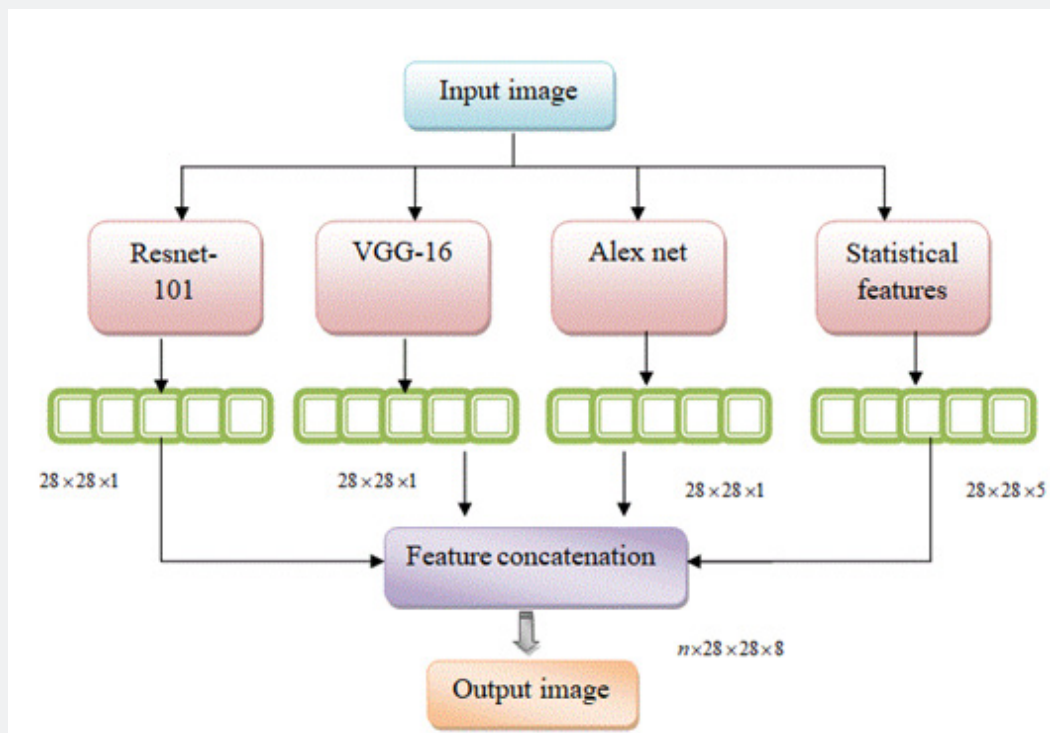 Input image
Resnet-
101
VGG-16
Alex net
Statistical
features
28×28×1
28×28×1
28×28×1
28×28×5
Feature concatenation
n×28×28×8
Output image